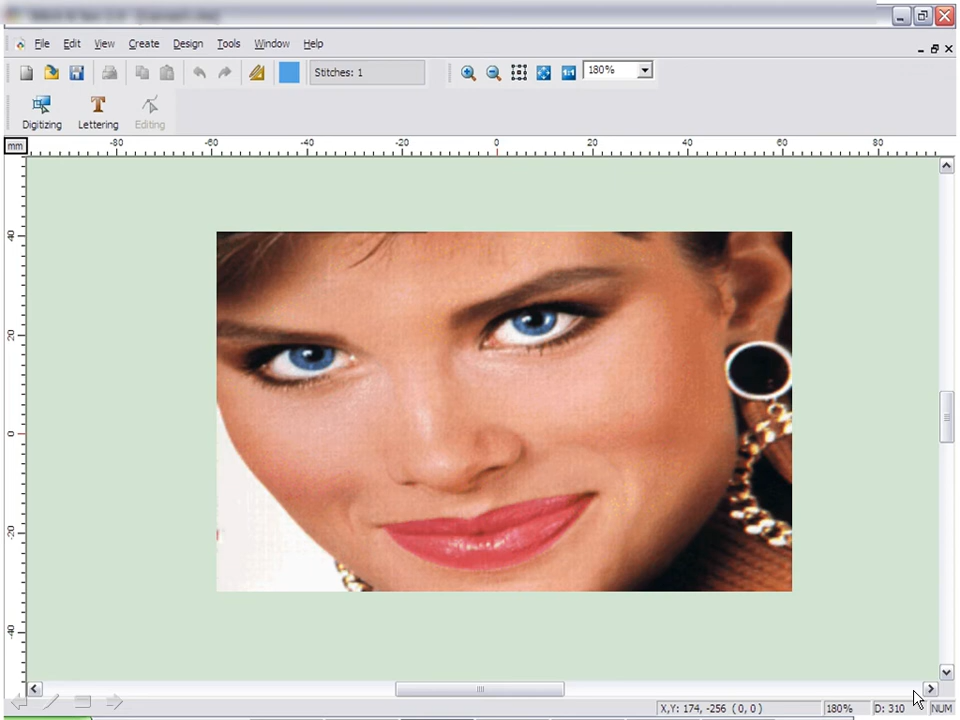 File Edit View Create Design Tools Window Help
Stitches: 1 180%
Digitizing Lettering Editing
mm -80 -60 -40 -20 0 20 40 60 80
40
20
0
-20
-40
X,Y: 174, -256 (0, 0) 180% D: 310 NUM